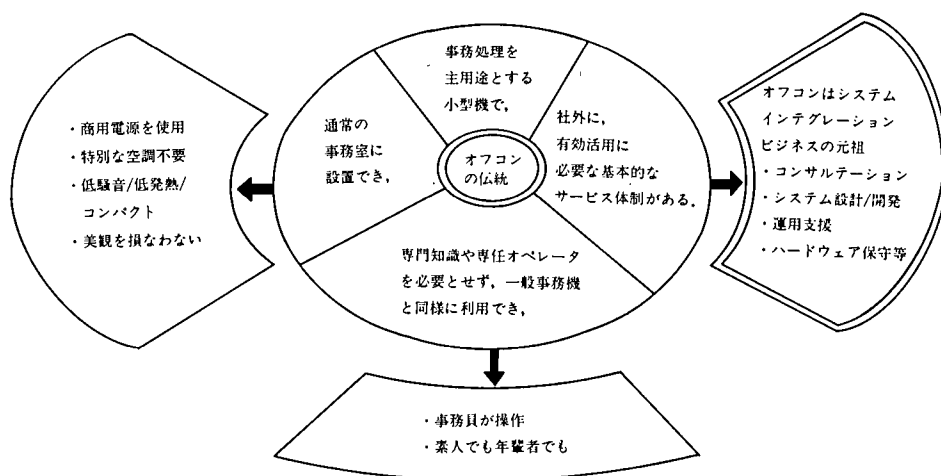 事務処理を
主用途とする
小型機で,
通常の
事務室に
設置でき,
オフコン
の伝統
社外に,
有効活用に
必要な基本的な
サービス体制がある.
専門知識や専任オペレータ
を必要とせず, 一般事務機
と同様に利用でき,
・商用電源を使用
・特別な空調不要
・低騒音/低発熱/
コンパクト
・美観を損なわない
オフコンはシステム
インテグレーション
ビジネスの元祖
・コンサルテーション
・システム設計/開発
・運用支援
・ハードウェア保守等
・事務員が操作
・素人でも年輩者でも